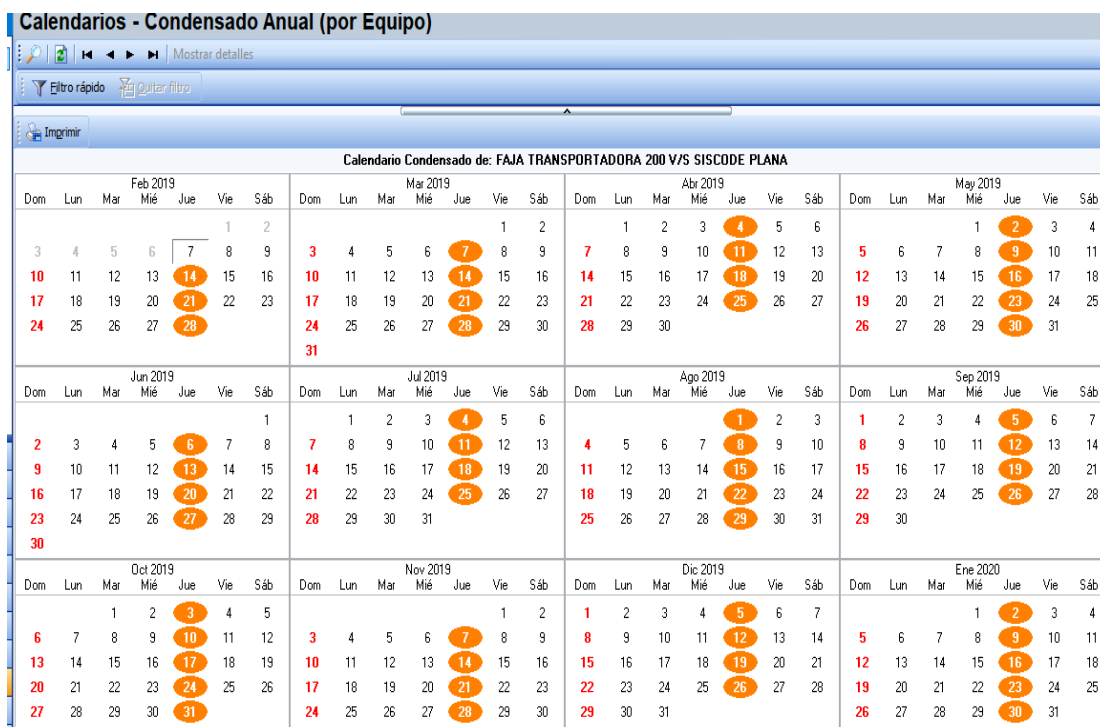 Calendarios - Condensado Anual (por Equipo)
Mostrar detalles
Filtro rápido Quitar filtro
Imprimir
Calendario Condensado de: FAJA TRANSPORTADORA 200 V/S SISCODE PLANA
Feb 2019
Dom Lun Mar Mié Jue Vie Sáb
1 2
3 4 5 6 7 8 9
10 11 12 13 14 15 16
17 18 19 20 21 22 23
24 25 26 27 28
Mar 2019
Dom Lun Mar Mié Jue Vie Sáb
1 2
3 4 5 6 7 8 9
10 11 12 13 14 15 16
17 18 19 20 21 22 23
24 25 26 27 28 29 30
31
Abr 2019
Dom Lun Mar Mié Jue Vie Sáb
1 2 3 4 5 6
7 8 9 10 11 12 13
14 15 16 17 18 19 20
21 22 23 24 25 26 27
28 29 30
May 2019
Dom Lun Mar Mié Jue Vie Sáb
1 2 3 4
5 6 7 8 9 10 11
12 13 14 15 16 17 18
19 20 21 22 23 24 25
26 27 28 29 30 31
Jun 2019
Dom Lun Mar Mié Jue Vie Sáb
1
2 3 4 5 6 7 8
9 10 11 12 13 14 15
16 17 18 19 20 21 22
23 24 25 26 27 28 29
30
Jul 2019
Dom Lun Mar Mié Jue Vie Sáb
1 2 3 4 5 6
7 8 9 10 11 12 13
14 15 16 17 18 19 20
21 22 23 24 25 26 27
28 29 30 31
Ago 2019
Dom Lun Mar Mié Jue Vie Sáb
1 2 3
4 5 6 7 8 9 10
11 12 13 14 15 16 17
18 19 20 21 22 23 24
25 26 27 28 29 30 31
Sep 2019
Dom Lun Mar Mié Jue Vie Sáb
1 2 3 4 5 6 7
8 9 10 11 12 13 14
15 16 17 18 19 20 21
22 23 24 25 26 27 28
29 30
Oct 2019
Dom Lun Mar Mié Jue Vie Sáb
1 2 3 4 5
6 7 8 9 10 11 12
13 14 15 16 17 18 19
20 21 22 23 24 25 26
27 28 29 30 31
Nov 2019
Dom Lun Mar Mié Jue Vie Sáb
1 2
3 4 5 6 7 8 9
10 11 12 13 14 15 16
17 18 19 20 21 22 23
24 25 26 27 28 29 30
Dic 2019
Dom Lun Mar Mié Jue Vie Sáb
1 2 3 4 5 6 7
8 9 10 11 12 13 14
15 16 17 18 19 20 21
22 23 24 25 26 27 28
29 30 31
Ene 2020
Dom Lun Mar Mié Jue Vie Sáb
1 2 3 4
5 6 7 8 9 10 11
12 13 14 15 16 17 18
19 20 21 22 23 24 25
26 27 28 29 30 31